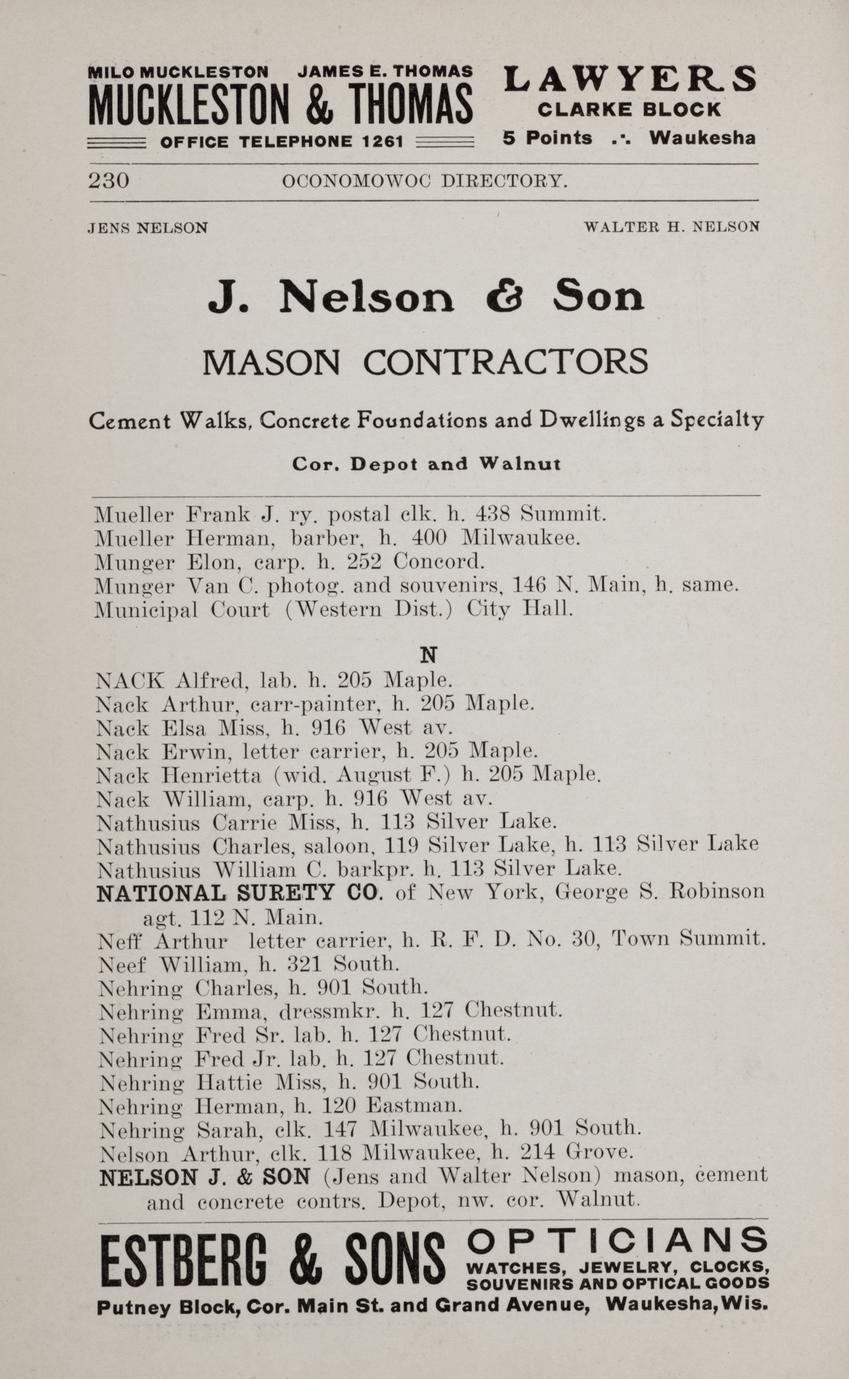 MILO MUCKLESTON JAMES E. THOMAS
MUCKLESTON & THOMAS
OFFICE TELEPHONE 1261
LAWYERS
CLARKE BLOCK
5 Points .·. Waukesha
230 OCONOMOWOC DIRECTORY.
JENS NELSON WALTER H. NELSON
J. Nelson & Son
MASON CONTRACTORS
Cement Walks, Concrete Foundations and Dwellings a Specialty
Cor. Depot and Walnut
Mueller Frank J. ry. postal clk. h. 438 Summit.
Mueller Herman, barber, h. 400 Milwaukee.
Munger Elon, carp. h. 252 Concord.
Munger Van C. photog. and souvenirs, 146 N. Main, h. same.
Municipal Court (Western Dist.) City Hall.
N
NACK Alfred, lab. h. 205 Maple.
Nack Arthur, carr-painter, h. 205 Maple.
Nack Elsa Miss, h. 916 West av.
Nack Erwin, letter carrier, h. 205 Maple.
Nack Henrietta (wid. August F.) h. 205 Maple.
Nack William, carp. h. 916 West av.
Nathusius Carrie Miss, h. 113 Silver Lake.
Nathusius Charles, saloon, 119 Silver Lake, h. 113 Silver Lake
Nathusius William C. barkpr. h. 113 Silver Lake.
NATIONAL SURETY CO. of New York, George S. Robinson
agt. 112 N. Main.
Neff Arthur letter carrier, h. R. F. D. No. 30, Town Summit.
Neef William, h. 321 South.
Nehring Charles, h. 901 South.
Nehring Emma, dressmkr. h. 127 Chestnut.
Nehring Fred Sr. lab. h. 127 Chestnut.
Nehring Fred Jr. lab. h. 127 Chestnut.
Nehring Hattie Miss, h. 901 South.
Nehring Herman, h. 120 Eastman.
Nehring Sarah, clk. 147 Milwaukee, h. 901 South.
Nelson Arthur, clk. 118 Milwaukee, h. 214 Grove.
NELSON J. & SON (Jens and Walter Nelson) mason, cement
and concrete contrs. Depot, nw. cor. Walnut.
ESTBERG & SONS
OPTICIANS
WATCHES, JEWELRY, CLOCKS,
SOUVENIRS AND OPTICAL GOODS
Putney Block, Cor. Main St. and Grand Avenue, Waukesha, Wis.